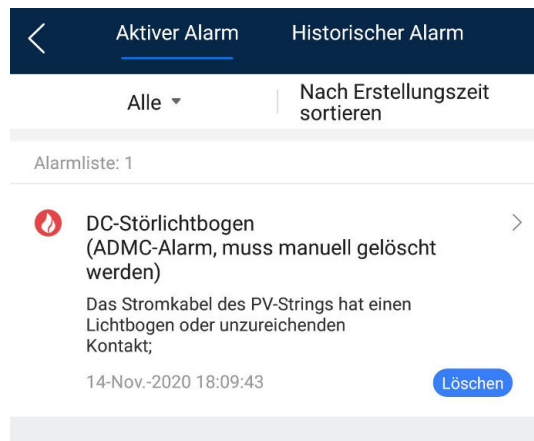 Aktiver Alarm Historischer Alarm
Alle Nach Erstellungszeit
sortieren
Alarmliste: 1
DC-Störlichtbogen
(ADMC-Alarm, muss manuell gelöscht
werden)
Das Stromkabel des PV-Strings hat einen
Lichtbogen oder unzureichenden
Kontakt;
14-Nov.-2020 18:09:43 Löschen